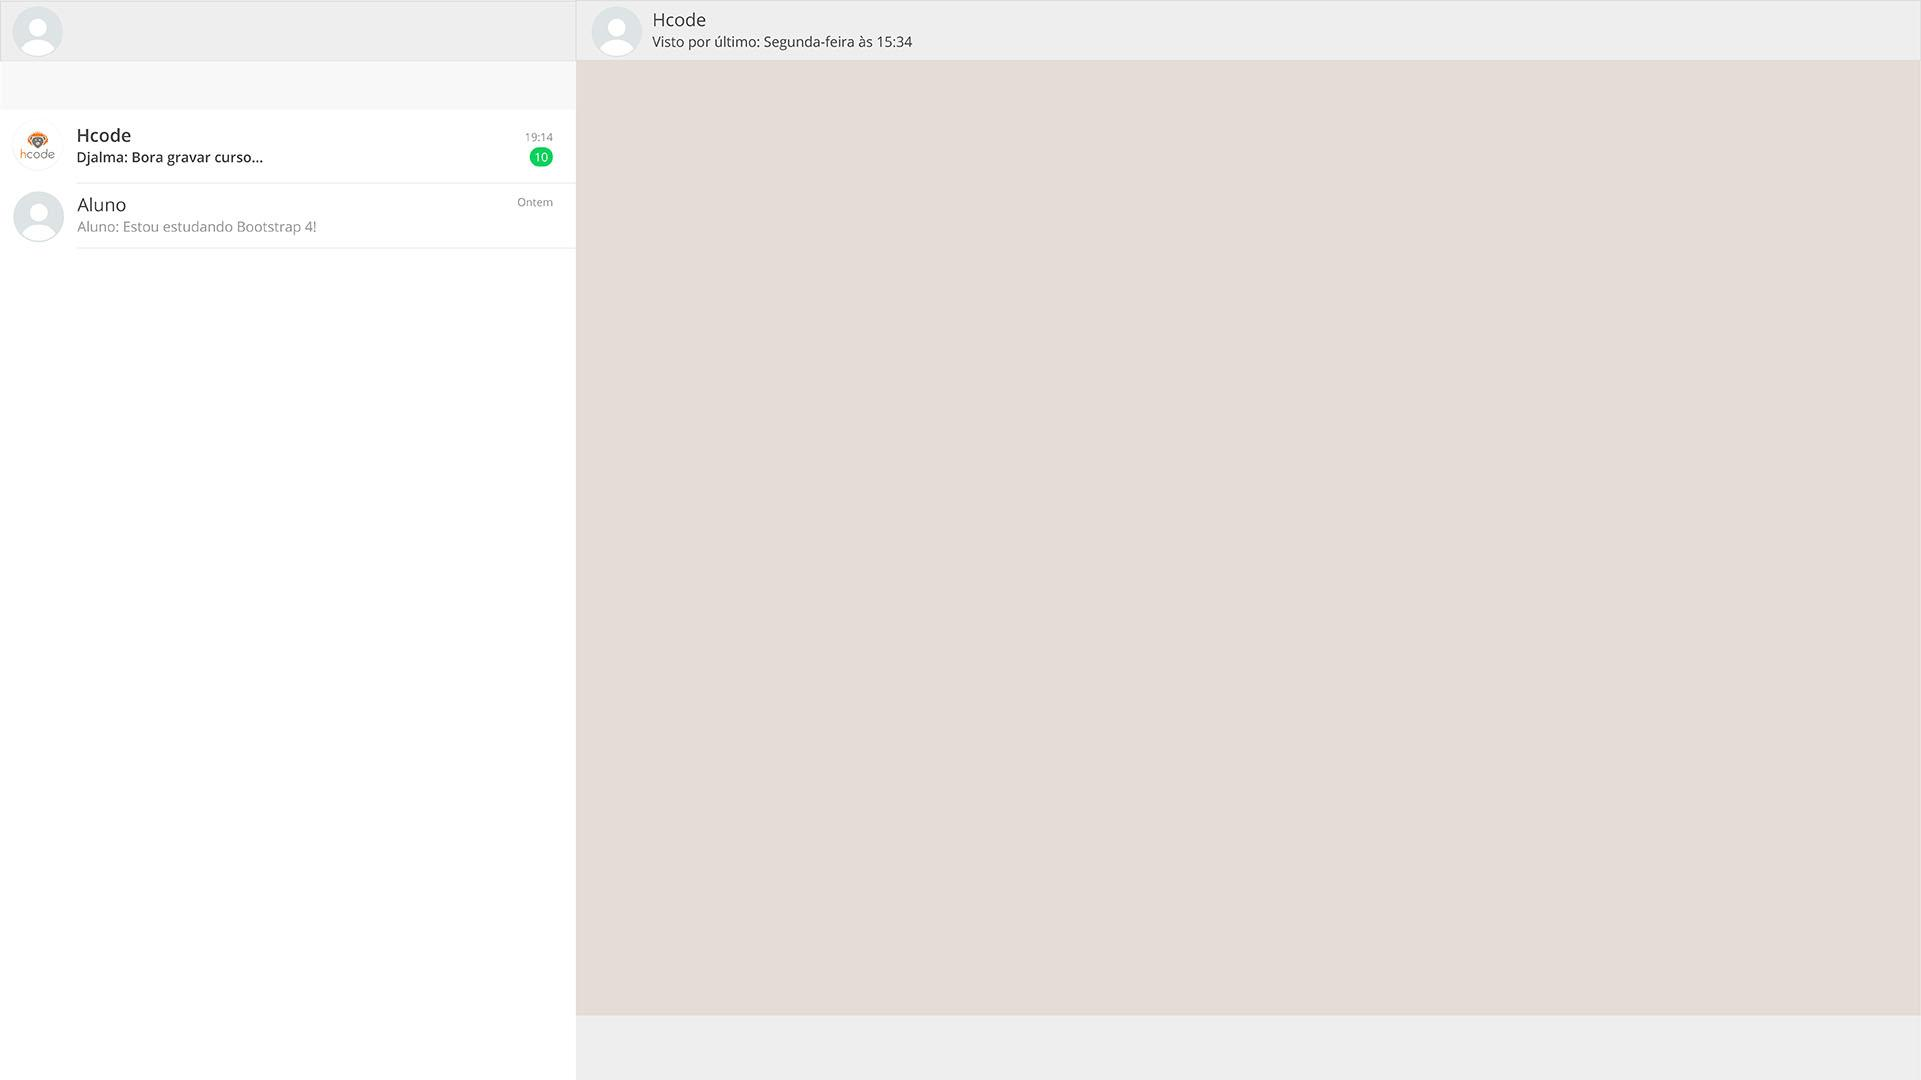 Hcode
Visto por último: Segunda-feira às 15:34
hcode
Hcode
19:14
Djalma: Bora gravar curso...
10
Aluno
Ontem
Aluno: Estou estudando Bootstrap 4!